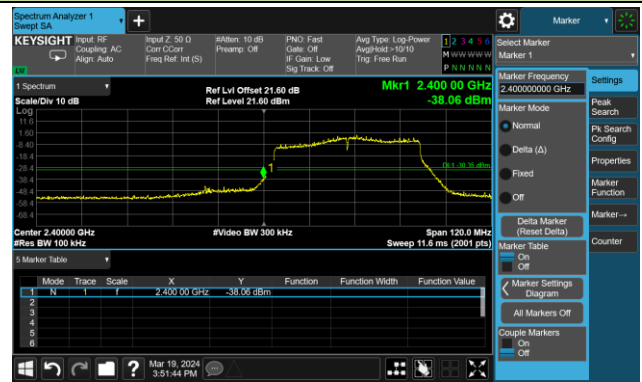 Spectrum Analyzer 1
Swept SA
+
Marker
KEYSIGHT
Input: RF
Coupling: AC
Align: Auto
Input Z: 50 Ω
Corr CCorr
Freq Ref: Int (S)
#Atten: 10 dB
Preamp: Off
PNO: Fast
Gate: Off
IF Gain: Low
Sig Track: Off
Avg Type: Log-Power
Avg|Hold:>10/10
Trig: Free Run
1 2 3 4 5 6
M W W W W W
P N N N N N
LW
Select Marker
Marker 1
1 Spectrum
Scale/Div 10 dB
Log
Ref Lvl Offset 21.60 dB
Ref Level 21.60 dBm
Mkr1 2.400 00 GHz
-38.06 dBm
11.6
1.60
-8.40
-18.4
-28.4
-38.4
-48.4
-58.4
-68.4
1
DL1 -30.35 dBm
Center 2.40000 GHz
#Res BW 100 kHz
#Video BW 300 kHz
Span 120.0 MHz
Sweep 11.6 ms (2001 pts)
5 Marker Table
Mode Trace Scale X Y Function Function Width Function Value
1 N 1 f 2.400 00 GHz -38.06 dBm
2
3
4
5
6
Marker Frequency
2.400000000 GHz
Marker Mode
Normal
Delta (Δ)
Fixed
Off
Delta Marker
(Reset Delta)
Marker Table
On
Off
Marker Settings
Diagram
All Markers Off
Couple Markers
On
Off
Settings
Peak
Search
Pk Search
Config
Properties
Marker
Function
Marker→
Counter
?
Mar 19, 2024
3:51:44 PM